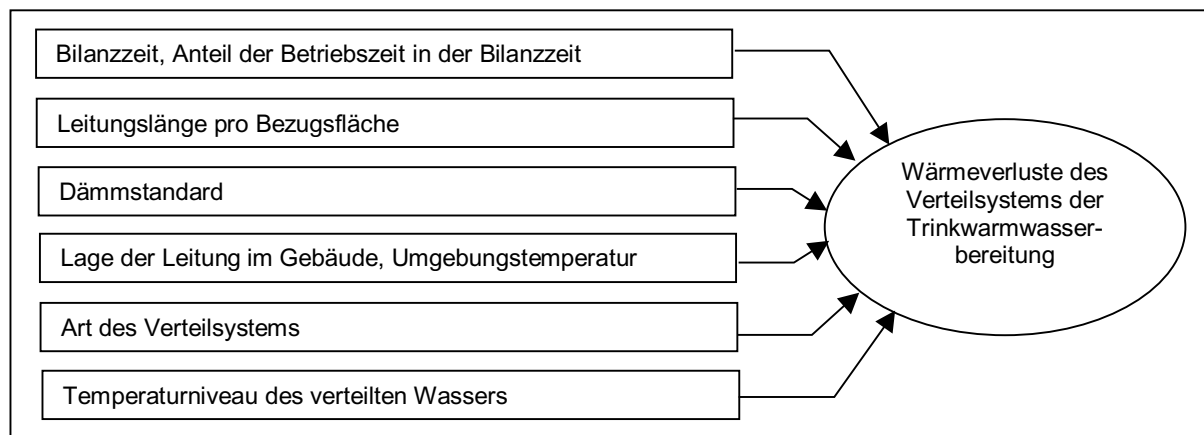 Bilanzzeit, Anteil der Betriebszeit in der Bilanzzeit
Leitungslänge pro Bezugsfläche
Dämmstandard
Lage der Leitung im Gebäude, Umgebungstemperatur
Art des Verteilsystems
Temperaturniveau des verteilten Wassers
Wärmeverluste des
Verteilsystems der
Trinkwarmwasser-
bereitung